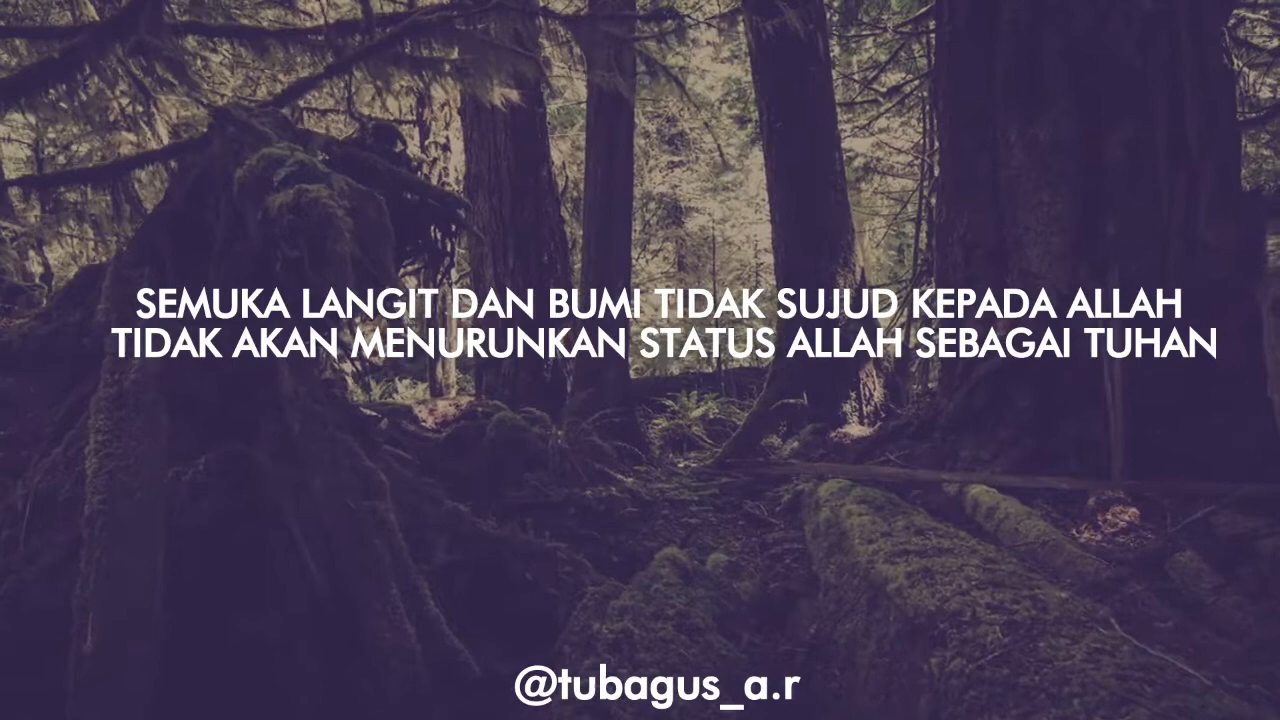 SEMUKA LANGIT DAN BUMI TIDAK SUJUD KEPADA ALLAH
TIDAK AKAN MENURUNKAN STATUS ALLAH SEBAGAI TUHAN
@tubagus_a.r